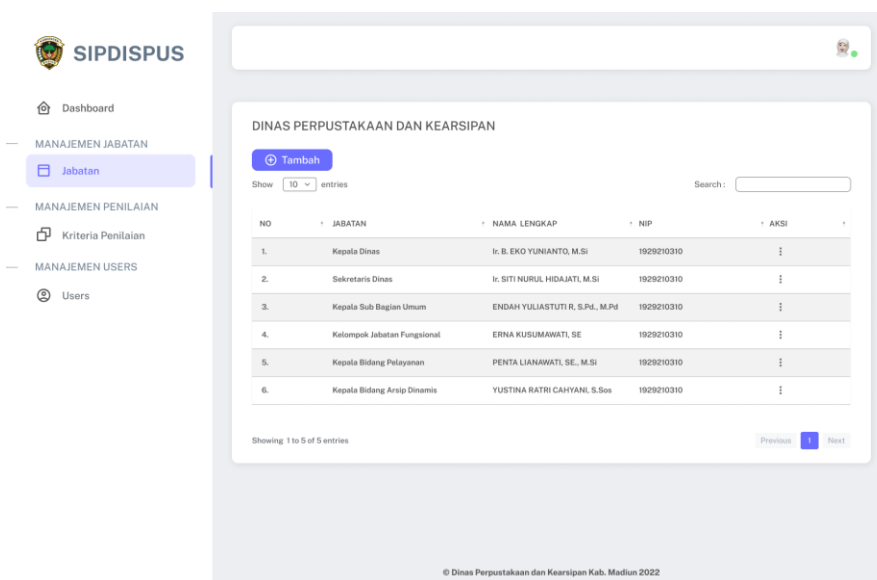 SIPDISPUS
Dashboard
MANAJEMEN JABATAN
Jabatan
MANAJEMEN PENILAIAN
Kriteria Penilaian
MANAJEMEN USERS
Users
DINAS PERPUSTAKAAN DAN KEARSIPAN
Tambah
Show 10 entries Search :
NO JABATAN NAMA LENGKAP NIP AKSI
1. Kepala Dinas Ir. B. EKO YUNIANTO, M.Si 1929210310
2. Sekretaris Dinas Ir. SITI NURUL HIDAJATI, M.Si 1929210310
3. Kepala Sub Bagian Umum ENDAH YULIASTUTI R, S.Pd., M.Pd 1929210310
4. Kelompok Jabatan Fungsional ERNA KUSUMAWATI, SE 1929210310
5. Kepala Bidang Pelayanan PENTA LIANAWATI, SE., M.Si 1929210310
6. Kepala Bidang Arsip Dinamis YUSTINA RATRI CAHYANI, S.Sos 1929210310
Showing 1 to 5 of 5 entries Previous 1 Next
© Dinas Perpustakaan dan Kearsipan Kab. Madiun 2022